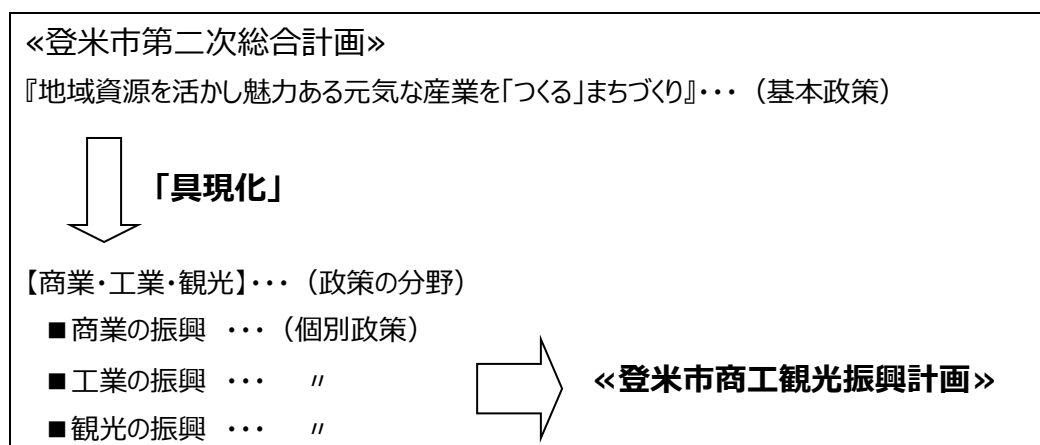 ≪登米市第二次総合計画≫
『地域資源を活かし魅力ある元気な産業を「つくる」まちづくり』・・・（基本政策）
「具現化」
【商業・工業・観光】・・・（政策の分野）
■商業の振興 ・・・（個別政策）
■工業の振興 ・・・ 〃
≪登米市商工観光振興計画≫
■観光の振興 ・・・ 〃